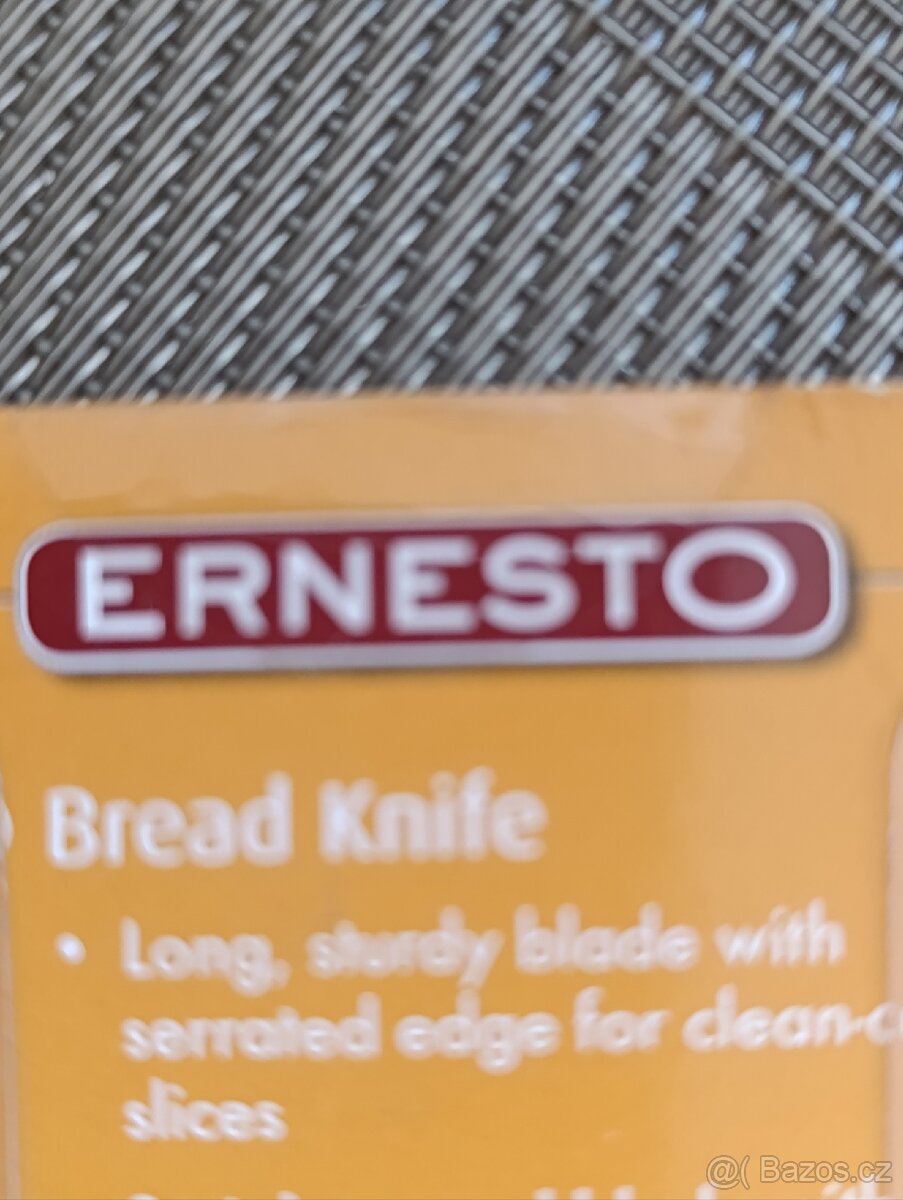 ERNESTO
Bread Knife
• Long, sturdy blade with
serrated edge for clean-c
slices
@( Bazos.cz